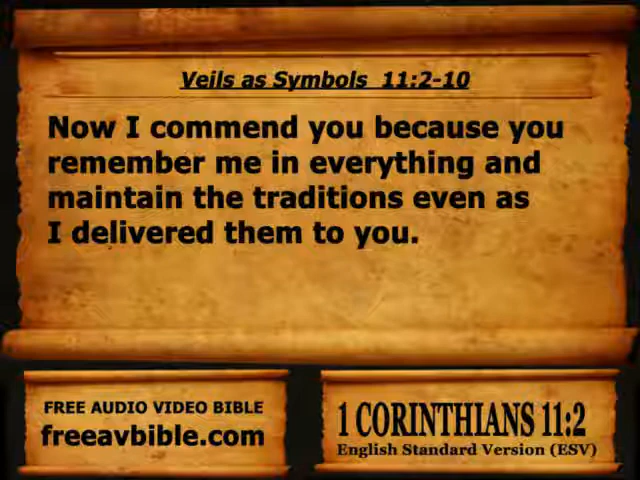 Veils as Symbols 11:2-10
Now I commend you because you
remember me in everything and
maintain the traditions even as
I delivered them to you.
FREE AUDIO VIDEO BIBLE
freeavbible.com
1 CORINTHIANS 11:2
English Standard Version (ESV)